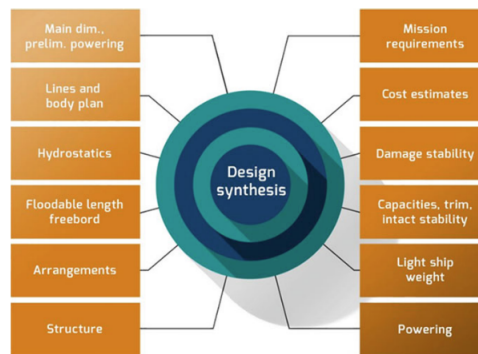 Main dim.,
prelim. powering
Lines and
body plan
Hydrostatics
Floodable length
freebord
Arrangements
Structure
Design
synthesis
Mission
requirements
Cost estimates
Damage stability
Capacities, trim,
intact stability
Light ship
weight
Powering